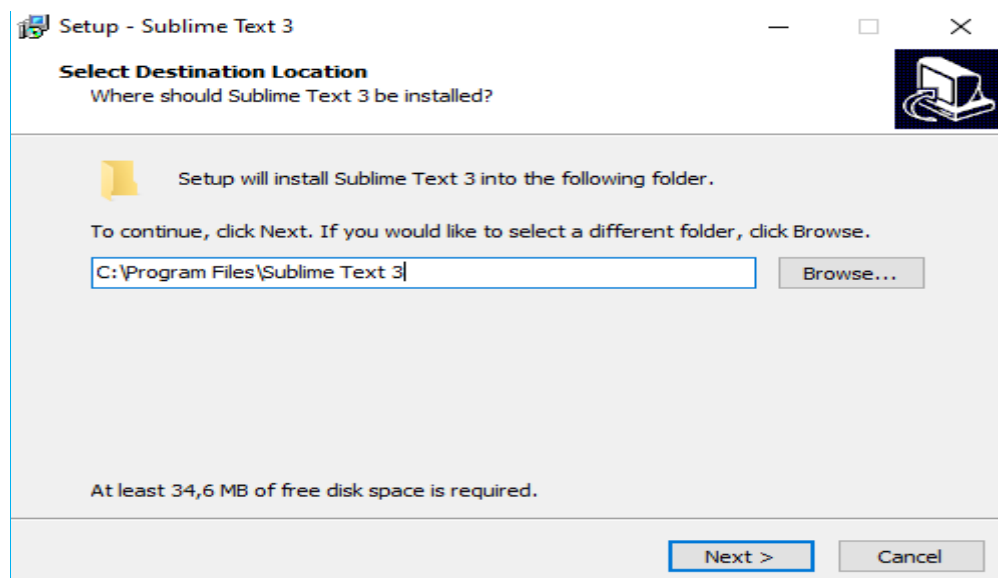 Setup - Sublime Text 3
Select Destination Location
Where should Sublime Text 3 be installed?
Setup will install Sublime Text 3 into the following folder.
To continue, click Next. If you would like to select a different folder, click Browse.
C:\Program Files\Sublime Text 3
Browse...
At least 34,6 MB of free disk space is required.
Next >
Cancel